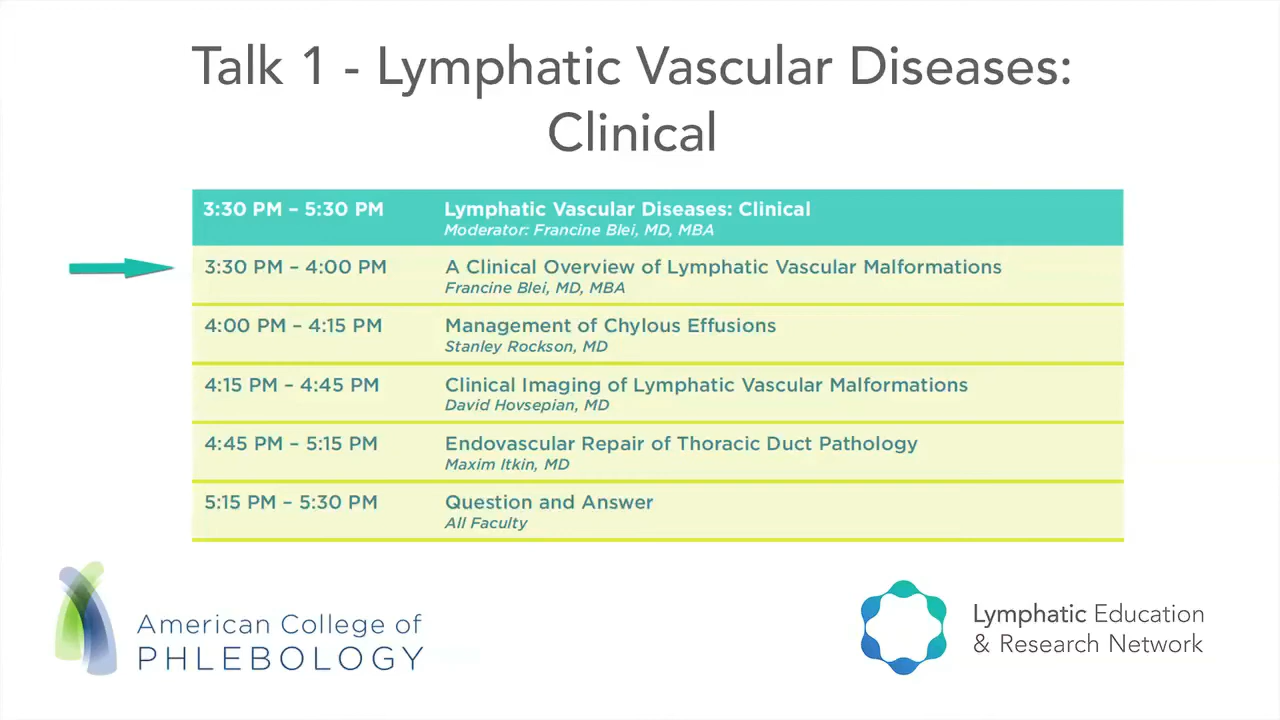 Talk 1 - Lymphatic Vascular Diseases:
Clinical
3:30 PM – 5:30 PM Lymphatic Vascular Diseases: Clinical
Moderator: Francine Blei, MD, MBA
3:30 PM – 4:00 PM A Clinical Overview of Lymphatic Vascular Malformations
Francine Blei, MD, MBA
4:00 PM – 4:15 PM Management of Chylous Effusions
Stanley Rockson, MD
4:15 PM – 4:45 PM Clinical Imaging of Lymphatic Vascular Malformations
David Hovsepian, MD
4:45 PM – 5:15 PM Endovascular Repair of Thoracic Duct Pathology
Maxim Itkin, MD
5:15 PM – 5:30 PM Question and Answer
All Faculty
American College of
PHLEBOLOGY
Lymphatic Education
& Research Network